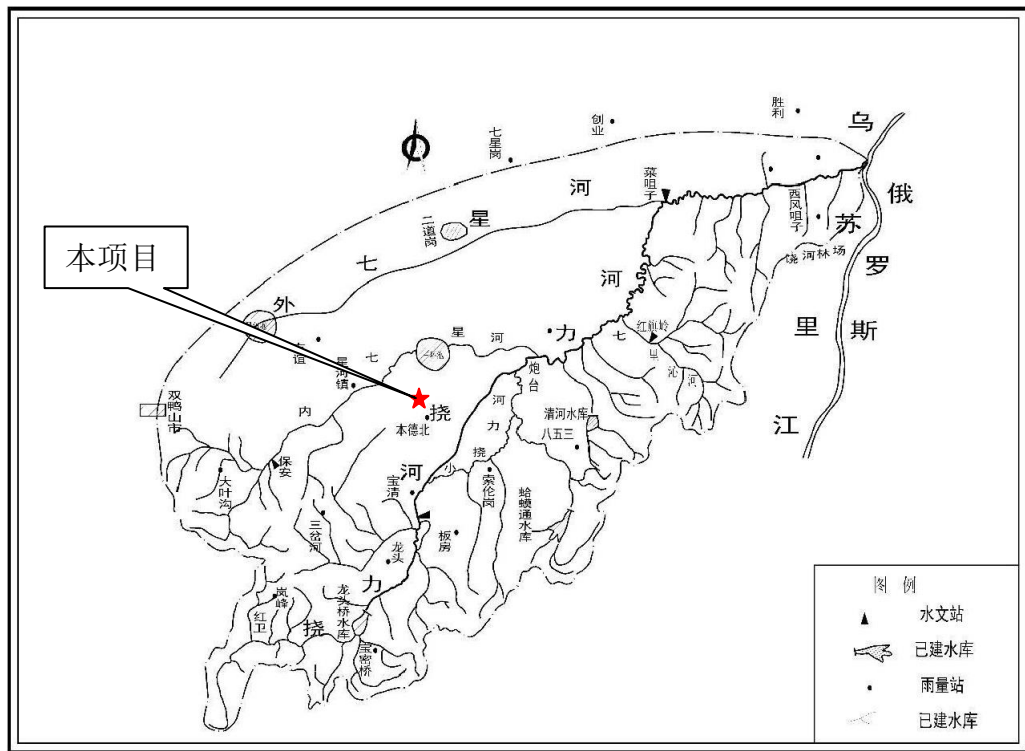 本项目
乌
苏
里
江
俄
罗
斯
胜利
创业
七星岗
菜咀子
西风咀子
饶河林场
外
七
星
河
二道岗
内
七
星
河
星河镇
双鸭山市
保安
大叶沟
三岔河
本德北
宝清
挠
力
河
挠
力
河
炮台
小
挠
力
河
索伦岗
板房
龙头
龙头桥水库
岚峰
红卫
宝密桥
蛤蟆通水库
清河水库
八五三
红旗岭
七
里
沁
河
图 例
水文站
已建水库
雨量站
已建水库